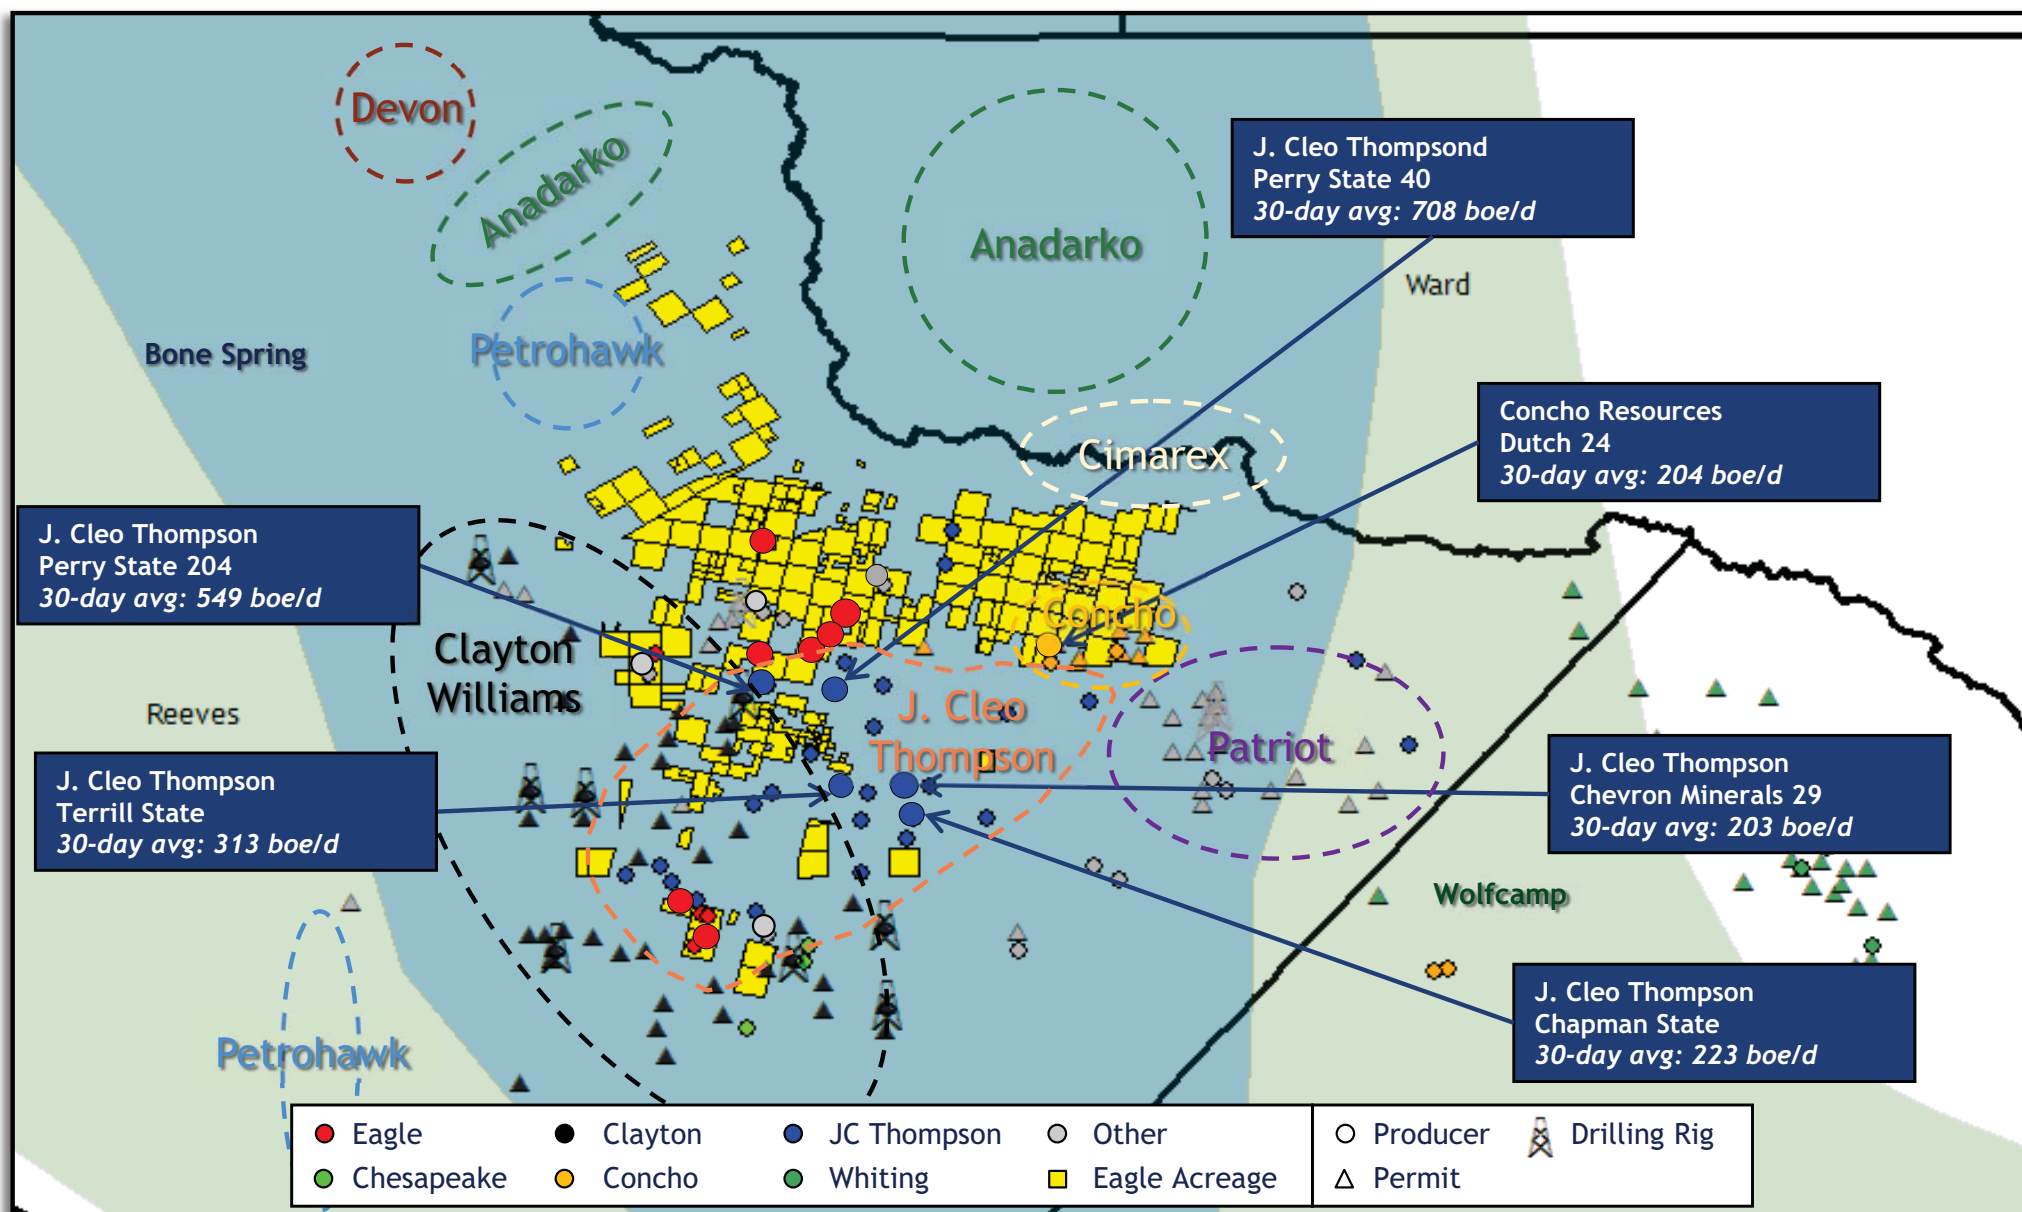 Devon
Anadarko
Anadarko
J. Cleo Thompsond
Perry State 40
30-day avg: 708 boe/d
Ward
Bone Spring
Petrohawk
Concho Resources
Dutch 24
30-day avg: 204 boe/d
Cimarex
J. Cleo Thompson
Perry State 204
30-day avg: 549 boe/d
Concho
Clayton
Williams
Reeves
J. Cleo
Thompson
Patriot
J. Cleo Thompson
Terrill State
30-day avg: 313 boe/d
J. Cleo Thompson
Chevron Minerals 29
30-day avg: 203 boe/d
Wolfcamp
J. Cleo Thompson
Chapman State
30-day avg: 223 boe/d
Petrohawk
Eagle
Clayton
JC Thompson
Other
Producer
Drilling Rig
Chesapeake
Concho
Whiting
Eagle Acreage
Permit